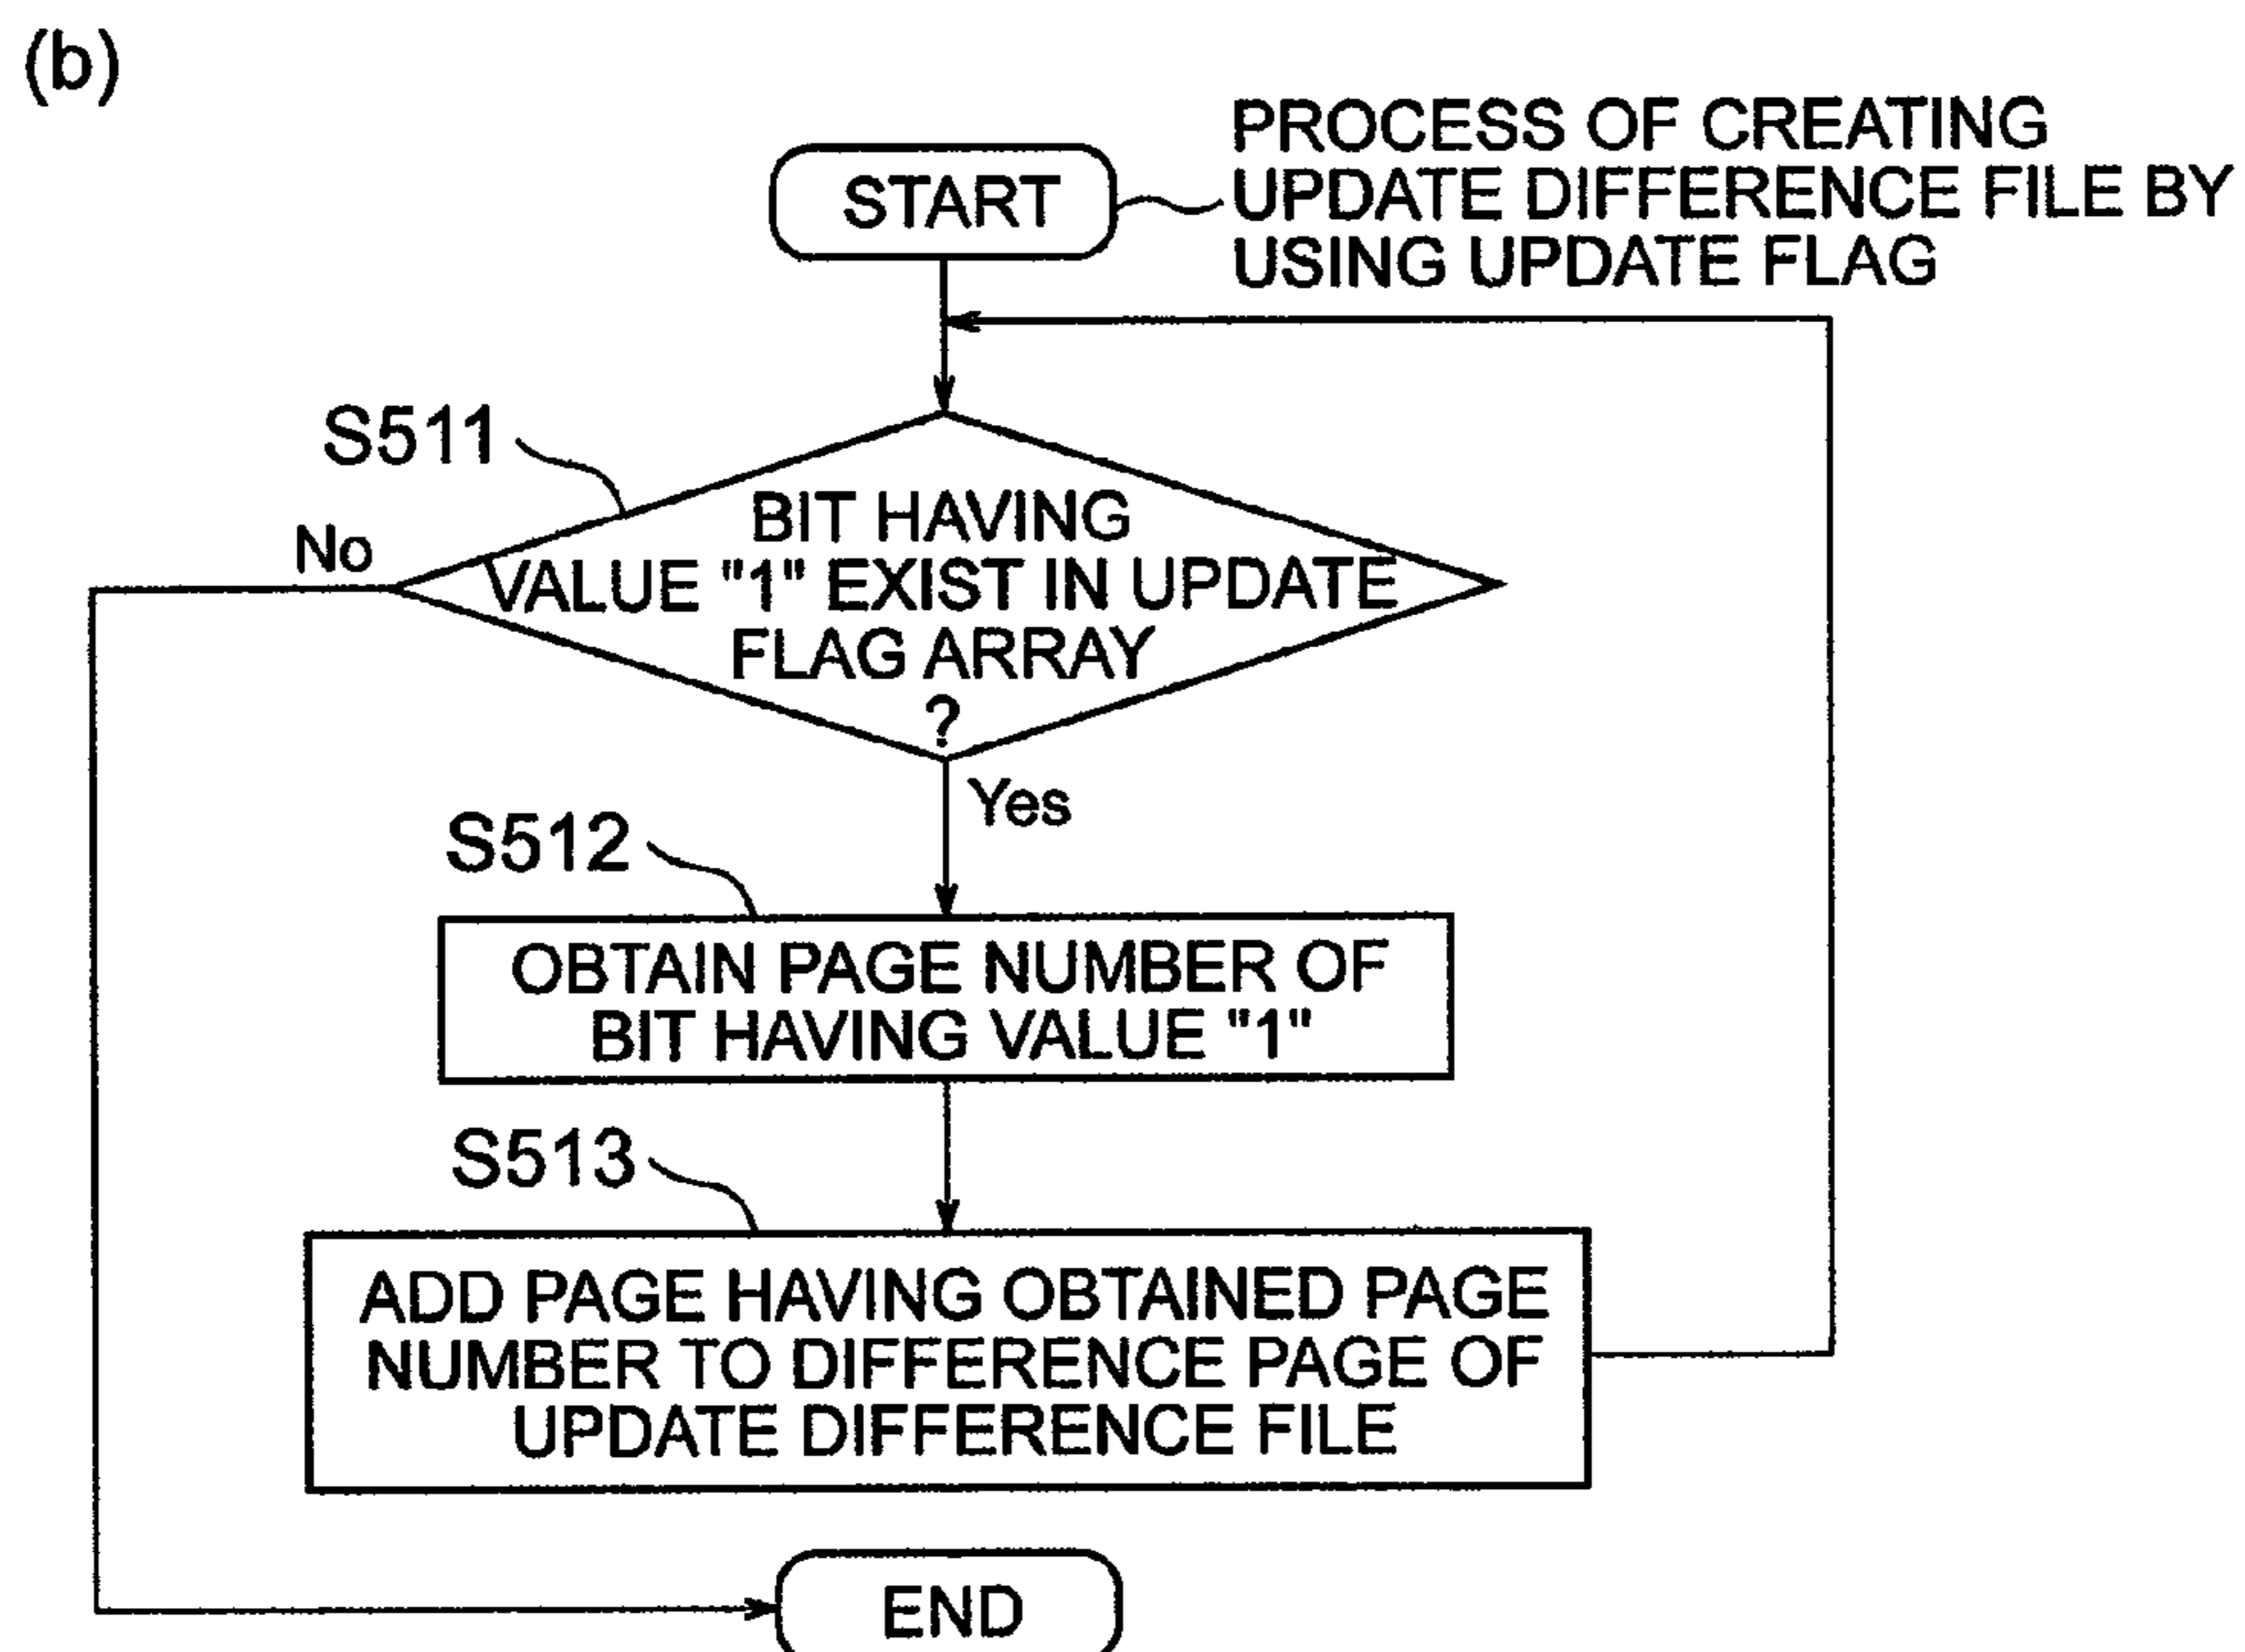 (b)
START
PROCESS OF CREATING
UPDATE DIFFERENCE FILE BY
USING UPDATE FLAG
S511
No
BIT HAVING
VALUE "1" EXIST IN UPDATE
FLAG ARRAY
?
Yes
S512
OBTAIN PAGE NUMBER OF
BIT HAVING VALUE "1"
S513
ADD PAGE HAVING OBTAINED PAGE
NUMBER TO DIFFERENCE PAGE OF
UPDATE DIFFERENCE FILE
END